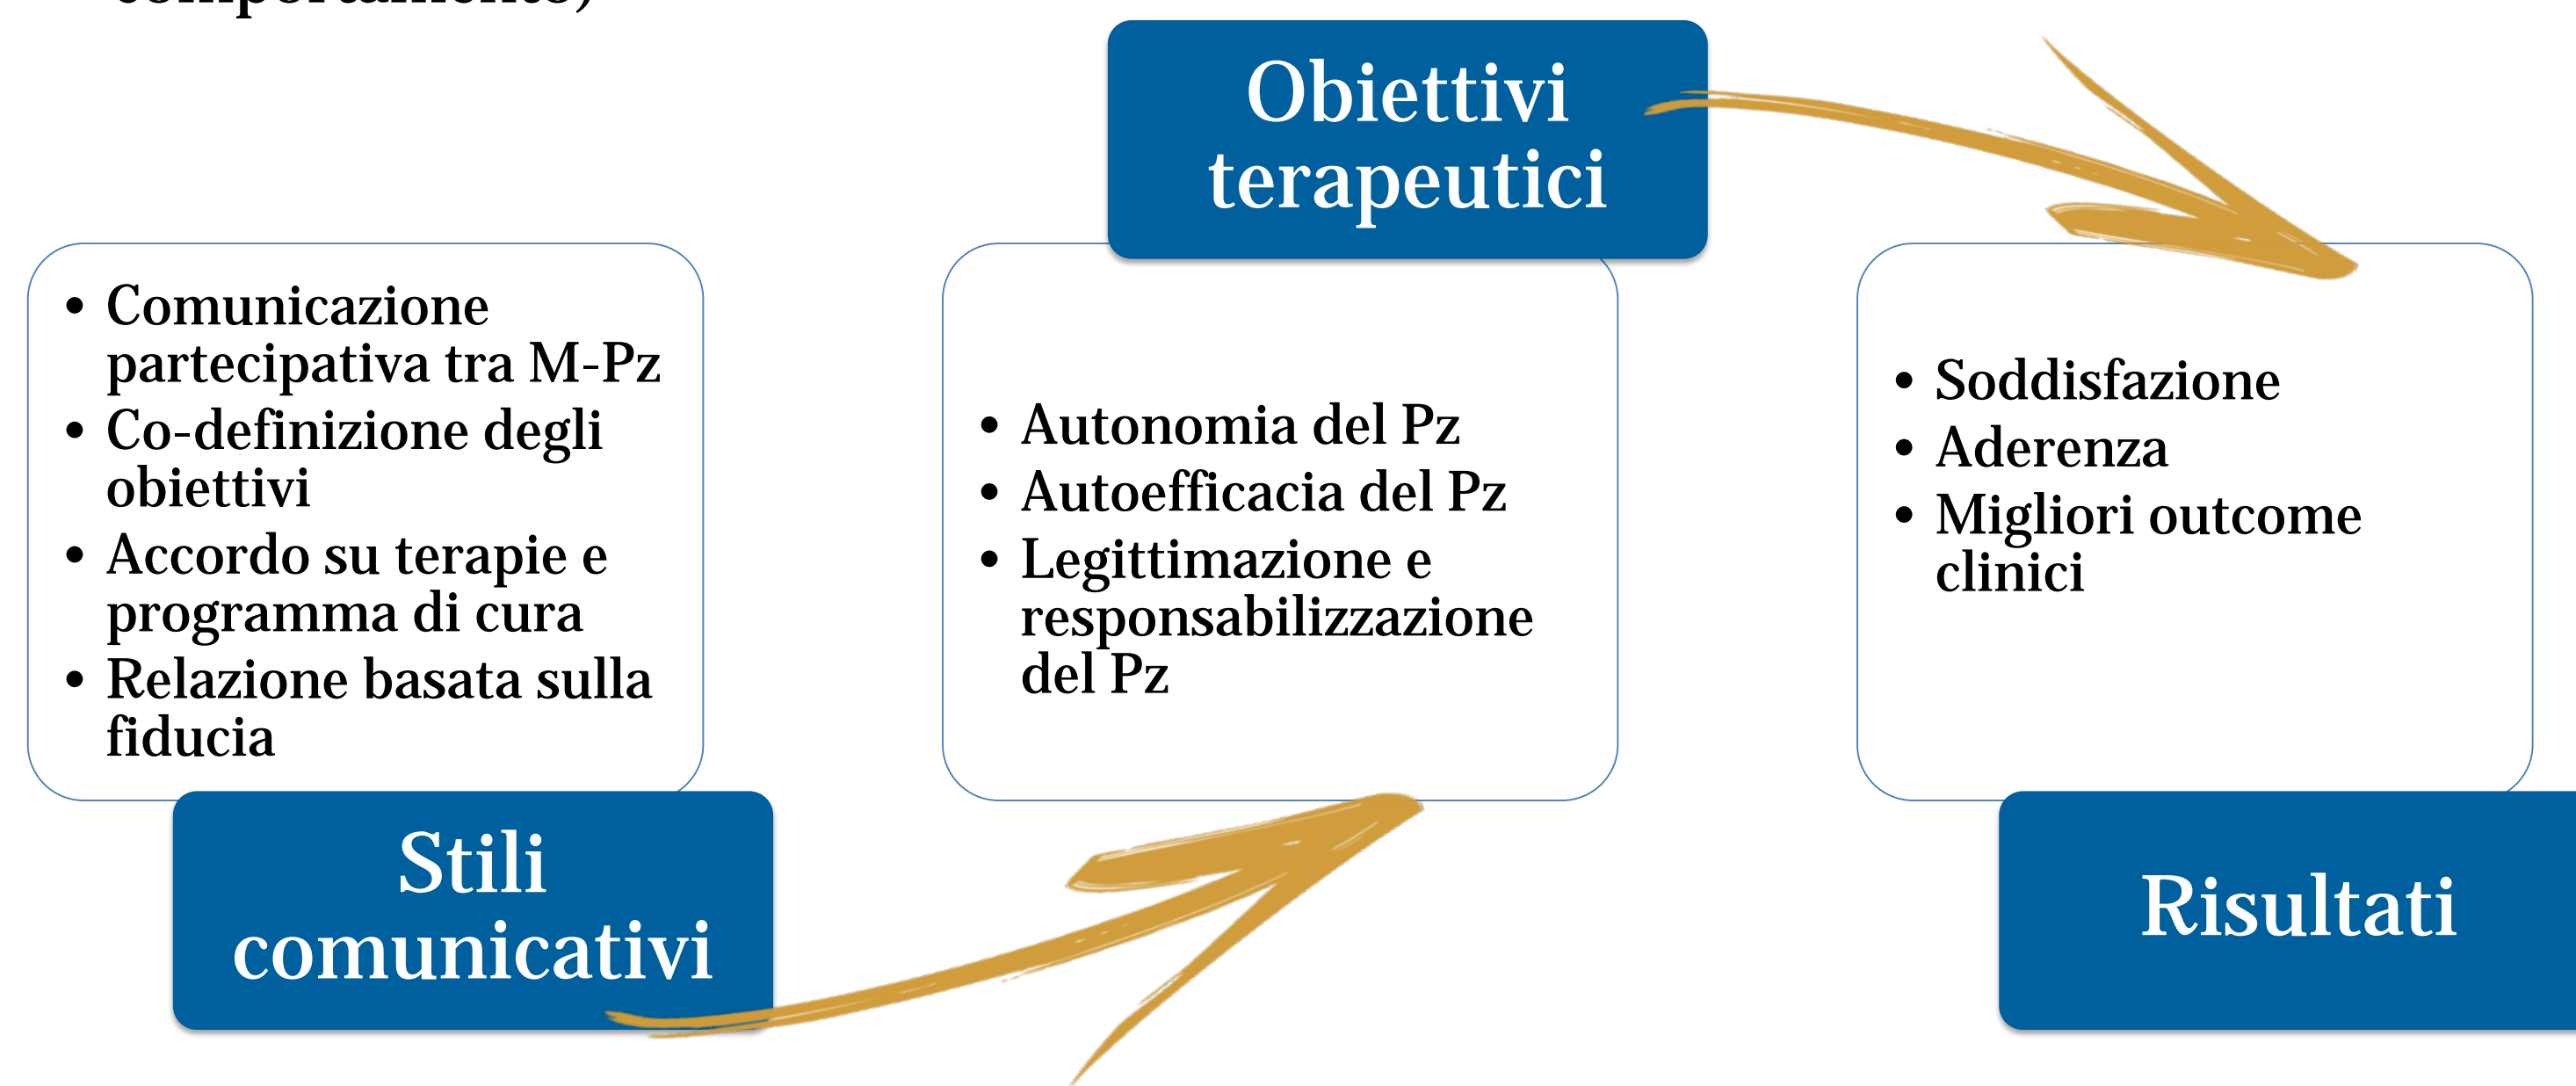 comportamento)
Obiettivi
terapeutici
• Comunicazione
partecipativa tra M-Pz
• Co-definizione degli
obiettivi
• Accordo su terapie e
programma di cura
• Relazione basata sulla
fiducia
Stili
comunicativi
• Autonomia del Pz
• Autoefficacia del Pz
• Legittimazione e
responsabilizzazione
del Pz
• Soddisfazione
• Aderenza
• Migliori outcome
clinici
Risultati